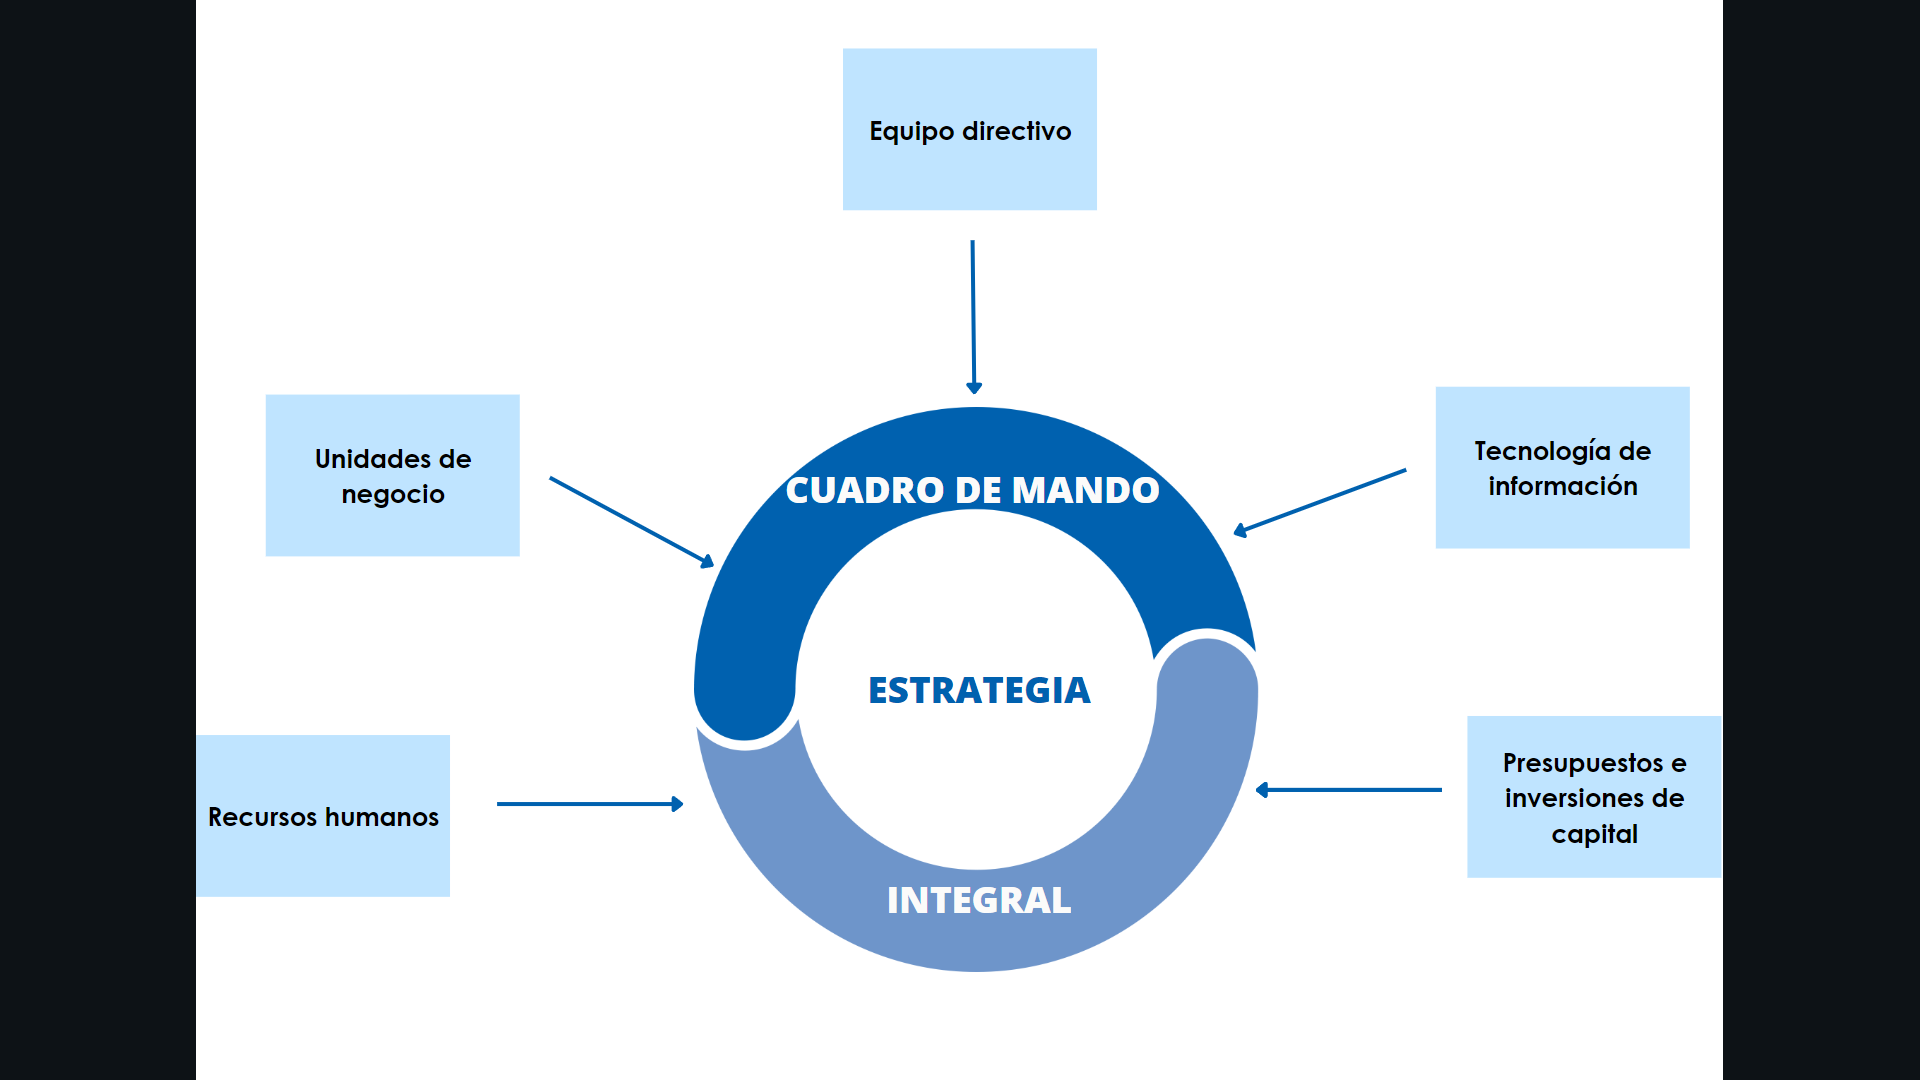 Equipo directivo
Unidades de
negocio
Tecnología de
información
CUADRO DE MANDO
ESTRATEGIA
Recursos humanos
Presupuestos e
inversiones de
capital
INTEGRAL